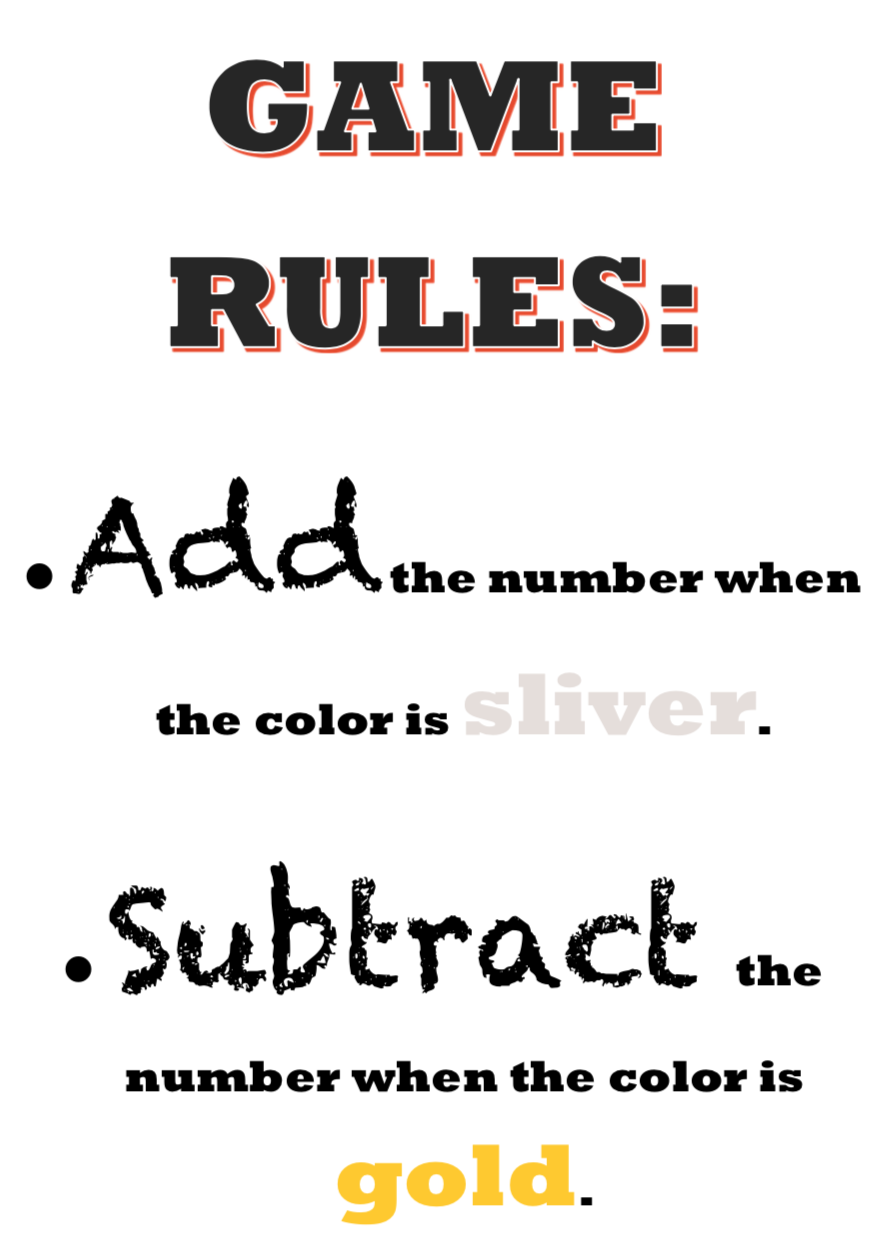 GAME
RULES:
•Add the number when
the color is sliver.
•Subtract the
number when the color is
gold.